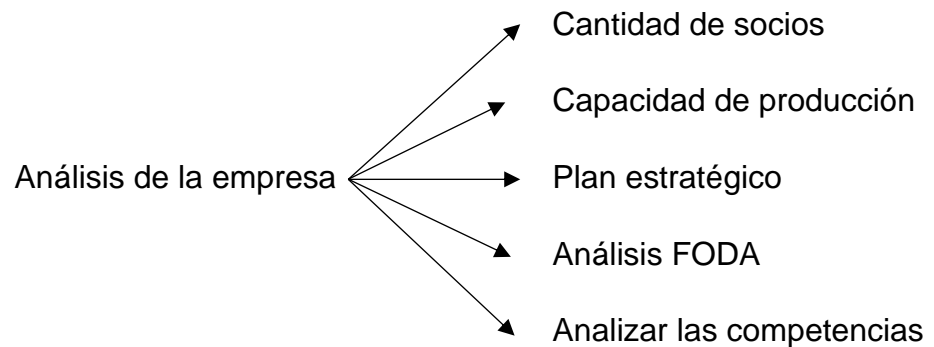 Cantidad de socios
Capacidad de producción
Análisis de la empresa
Plan estratégico
Análisis FODA
Analizar las competencias